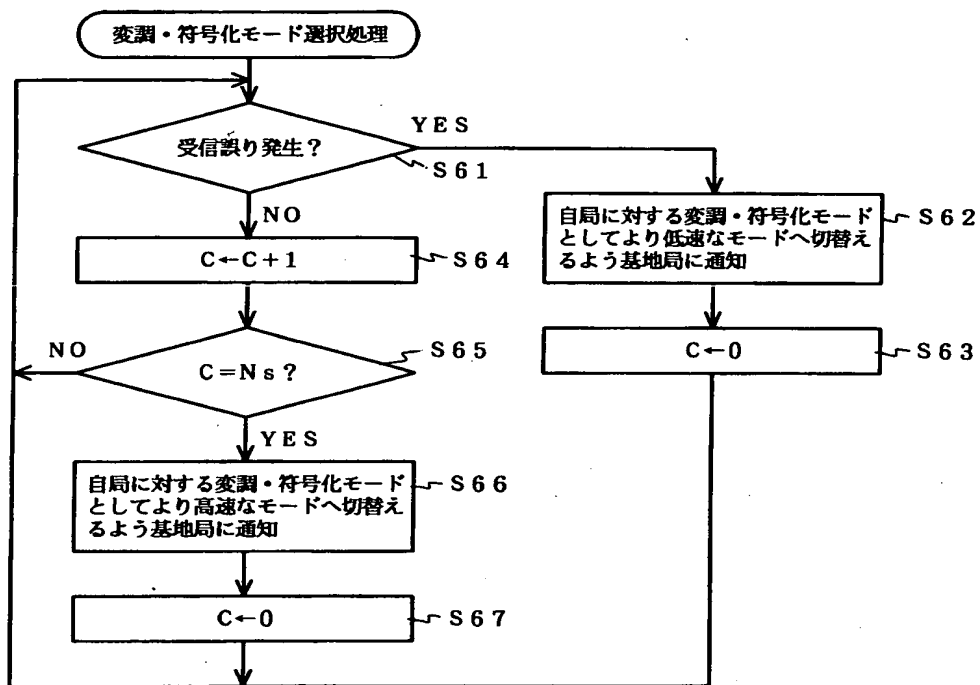 変調・符号化モード選択処理
受信誤り発生?
YES
S61
NO
自局に対する変調・符号化モード
としてより低速なモードへ切替え
るよう基地局に通知
S62
C←C+1
S64
C←0
S63
C=Ns?
S65
NO
YES
自局に対する変調・符号化モード
としてより高速なモードへ切替え
るよう基地局に通知
S66
C←0
S67